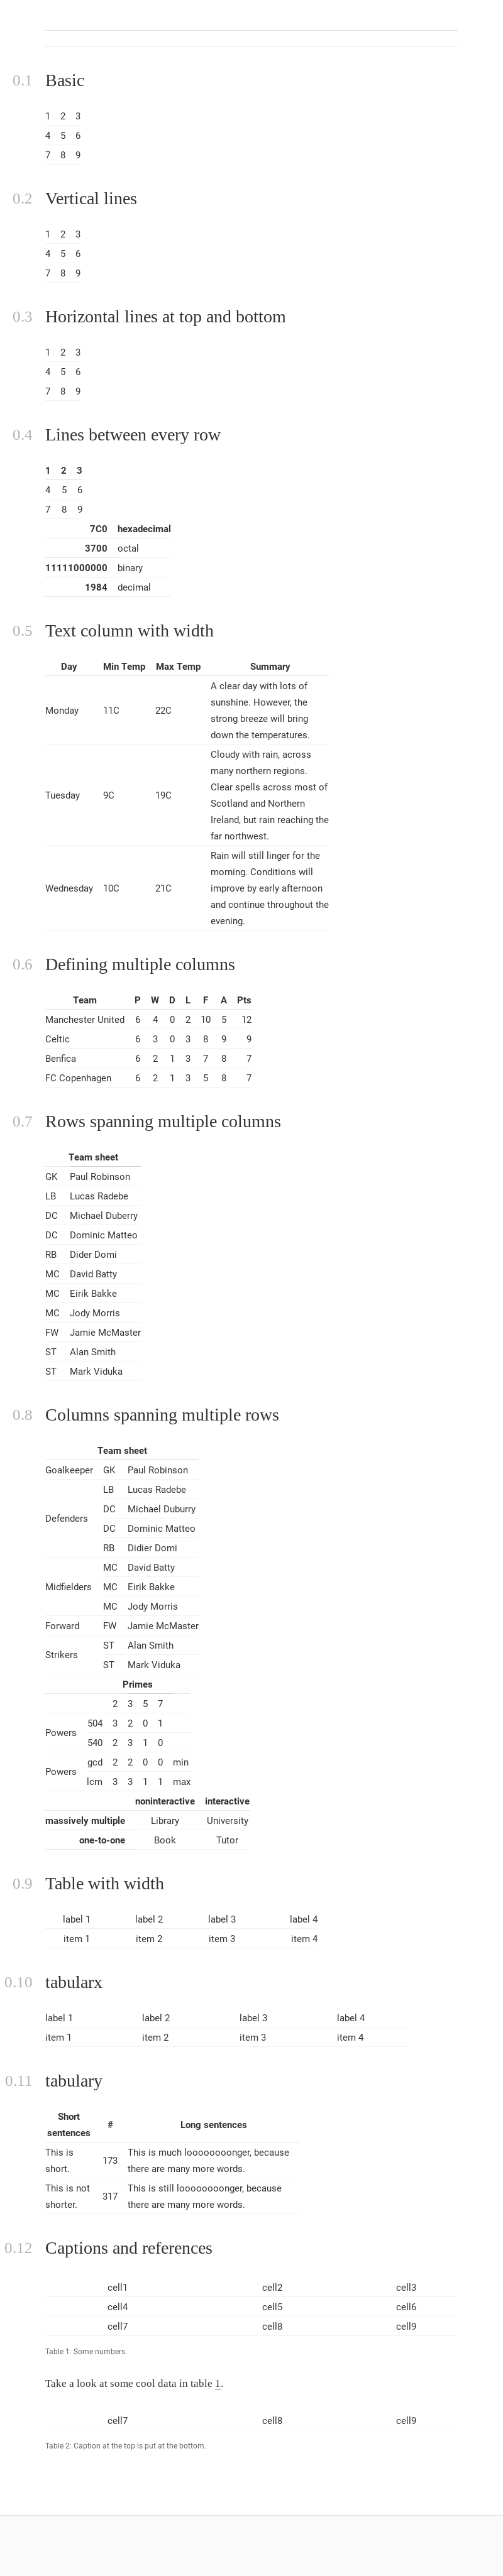 0.1 Basic
1 2 3
4 5 6
7 8 9
0.2 Vertical lines
1 2 3
4 5 6
7 8 9
0.3 Horizontal lines at top and bottom
1 2 3
4 5 6
7 8 9
0.4 Lines between every row
1 2 3
4 5 6
7 8 9
7C0 hexadecimal
3700 octal
11111000000 binary
1984 decimal
0.5 Text column with width
Day Min Temp Max Temp Summary
Monday 11C 22C A clear day with lots of
sunshine. However, the
strong breeze will bring
down the temperatures.
Tuesday 9C 19C Cloudy with rain, across
many northern regions.
Clear spells across most of
Scotland and Northern
Ireland, but rain reaching the
far northwest.
Wednesday 10C 21C Rain will still linger for the
morning. Conditions will
improve by early afternoon
and continue throughout the
evening.
0.6 Defining multiple columns
Team P W D L F A Pts
Manchester United 6 4 0 2 10 5 12
Celtic 6 3 0 3 8 9 9
Benfica 6 2 1 3 7 8 7
FC Copenhagen 6 2 1 3 5 8 7
0.7 Rows spanning multiple columns
Team sheet
GK Paul Robinson
LB Lucas Radebe
DC Michael Duberry
DC Dominic Matteo
RB Dider Domi
MC David Batty
MC Eirik Bakke
MC Jody Morris
FW Jamie McMaster
ST Alan Smith
ST Mark Viduka
0.8 Columns spanning multiple rows
Team sheet
Goalkeeper GK Paul Robinson
Defenders LB Lucas Radebe
DC Michael Duburry
DC Dominic Matteo
RB Didier Domi
Midfielders MC David Batty
MC Eirik Bakke
MC Jody Morris
Forward FW Jamie McMaster
Strikers ST Alan Smith
ST Mark Viduka
Primes
2 3 5 7
Powers 504 3 2 0 1
540 2 3 1 0
Powers gcd 2 2 0 0 min
lcm 3 3 1 1 max
noninteractive interactive
massively multiple Library University
one-to-one Book Tutor
0.9 Table with width
label 1 label 2 label 3 label 4
item 1 item 2 item 3 item 4
0.10 tabularx
label 1 label 2 label 3 label 4
item 1 item 2 item 3 item 4
0.11 tabulary
Short
sentences # Long sentences
This is
short. 173 This is much loooooooonger, because
there are many more words.
This is not
shorter. 317 This is still loooooooonger, because
there are many more words.
0.12 Captions and references
cell1 cell2 cell3
cell4 cell5 cell6
cell7 cell8 cell9
Table 1: Some numbers.
Take a look at some cool data in table 1.
cell7 cell8 cell9
Table 2: Caption at the top is put at the bottom.